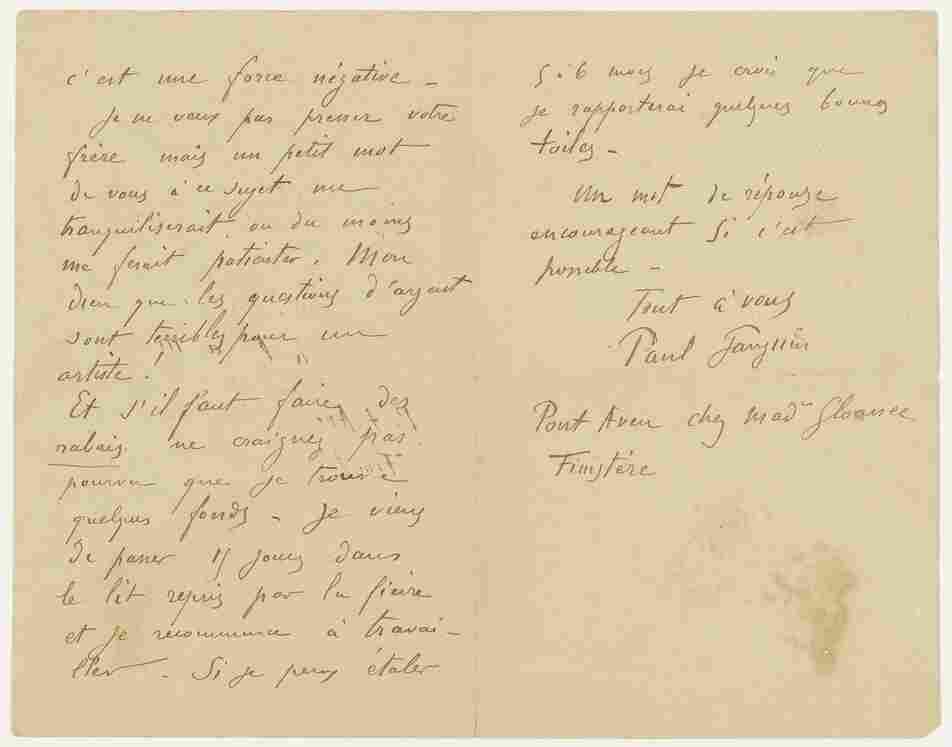 c'est une force négative –
Je ne veux pas presser votre
frère mais un petit mot
de vous à ce sujet me
tranquiliserait, ou du moins
me ferait patienter. Mon
dieu que les questions d'argent
sont terribles pour un
artiste!
Et s'il faut faire des
rabais, ne craignez pas
pourvu que je trouve
quelques fonds – Je viens
de passer 15 jours dans
le lit repris par la fièvre
et je recommence à travai-
ller – Si je peux étaler
5 à 6 mois je crois que
je rapporterai quelques bonnes
toiles –
Un mot de réponse
encourageant si c'est
possible –
Tout à vous
Paul Gauguin
Pont Aven chez Mad^me Gloanec
Finistère